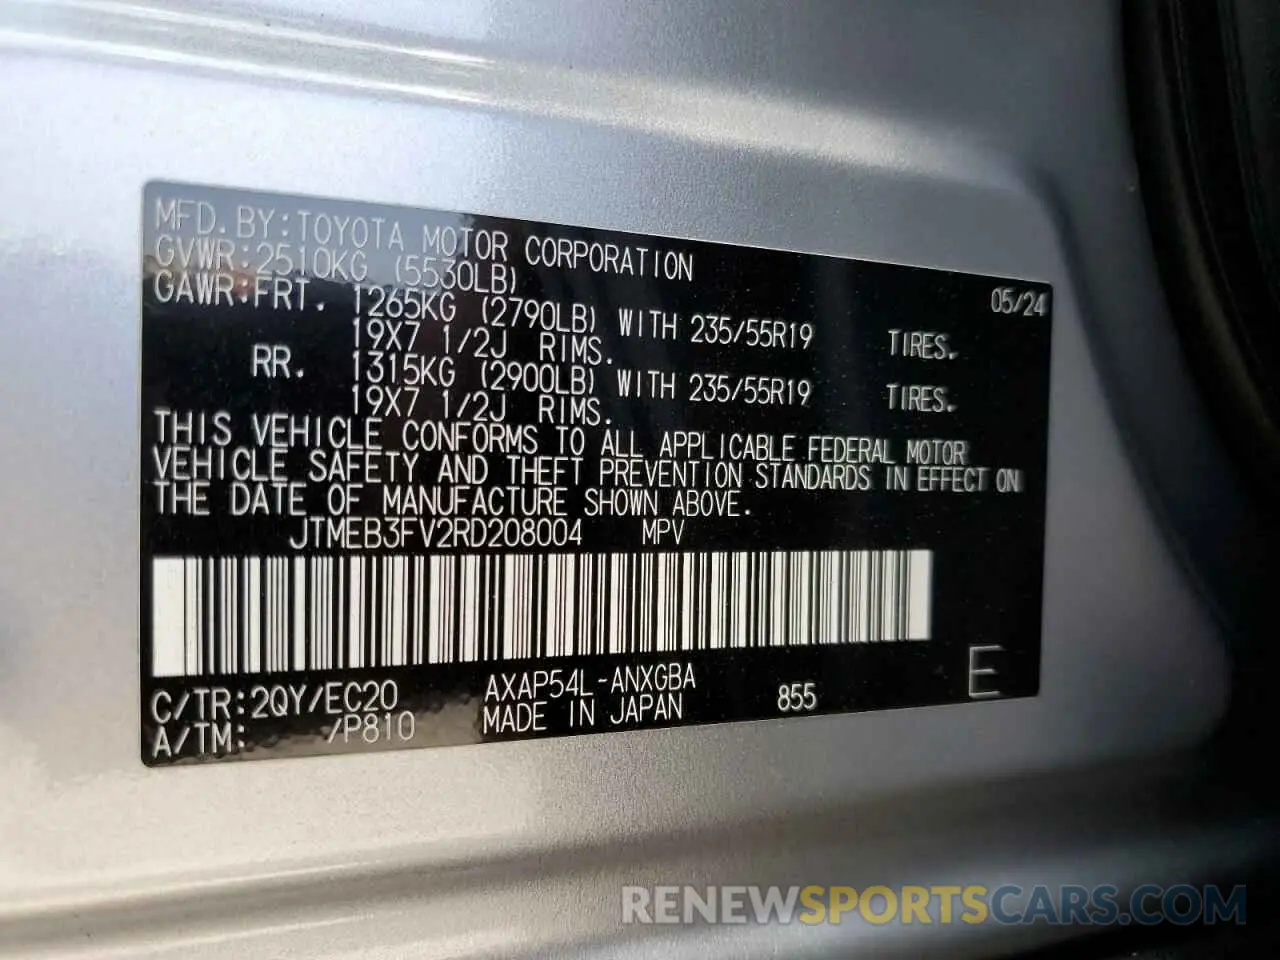 MFD. BY:TOYOTA MOTOR CORPORATION
GVWR:2510KG (5530LB) 05/24
GAWR:FRT. 1265KG (2790LB) WITH 235/55R19 TIRES.
19X7 1/2J RIMS.
RR. 1315KG (2900LB) WITH 235/55R19 TIRES.
19X7 1/2J RIMS.
THIS VEHICLE CONFORMS TO ALL APPLICABLE FEDERAL MOTOR
VEHICLE SAFETY AND THEFT PREVENTION STANDARDS IN EFFECT ON
THE DATE OF MANUFACTURE SHOWN ABOVE.
JTMEB3FV2RD208004 MPV
C/TR:2QY/EC20 AXAP54L-ANXGBA 855 E
A/TM: /P810 MADE IN JAPAN
RENEWSPORTSCARS.COM